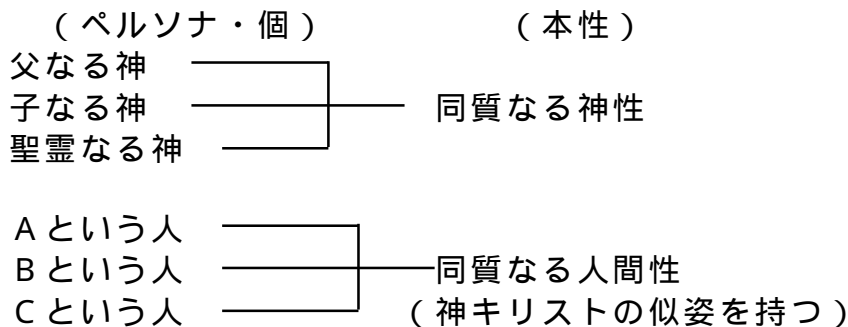 (ペルソナ・個) (本性)
父なる神
子なる神 同質なる神性
聖霊なる神
Aという人
Bという人 同質なる人間性
Cという人 (神キリストの似姿を持つ)